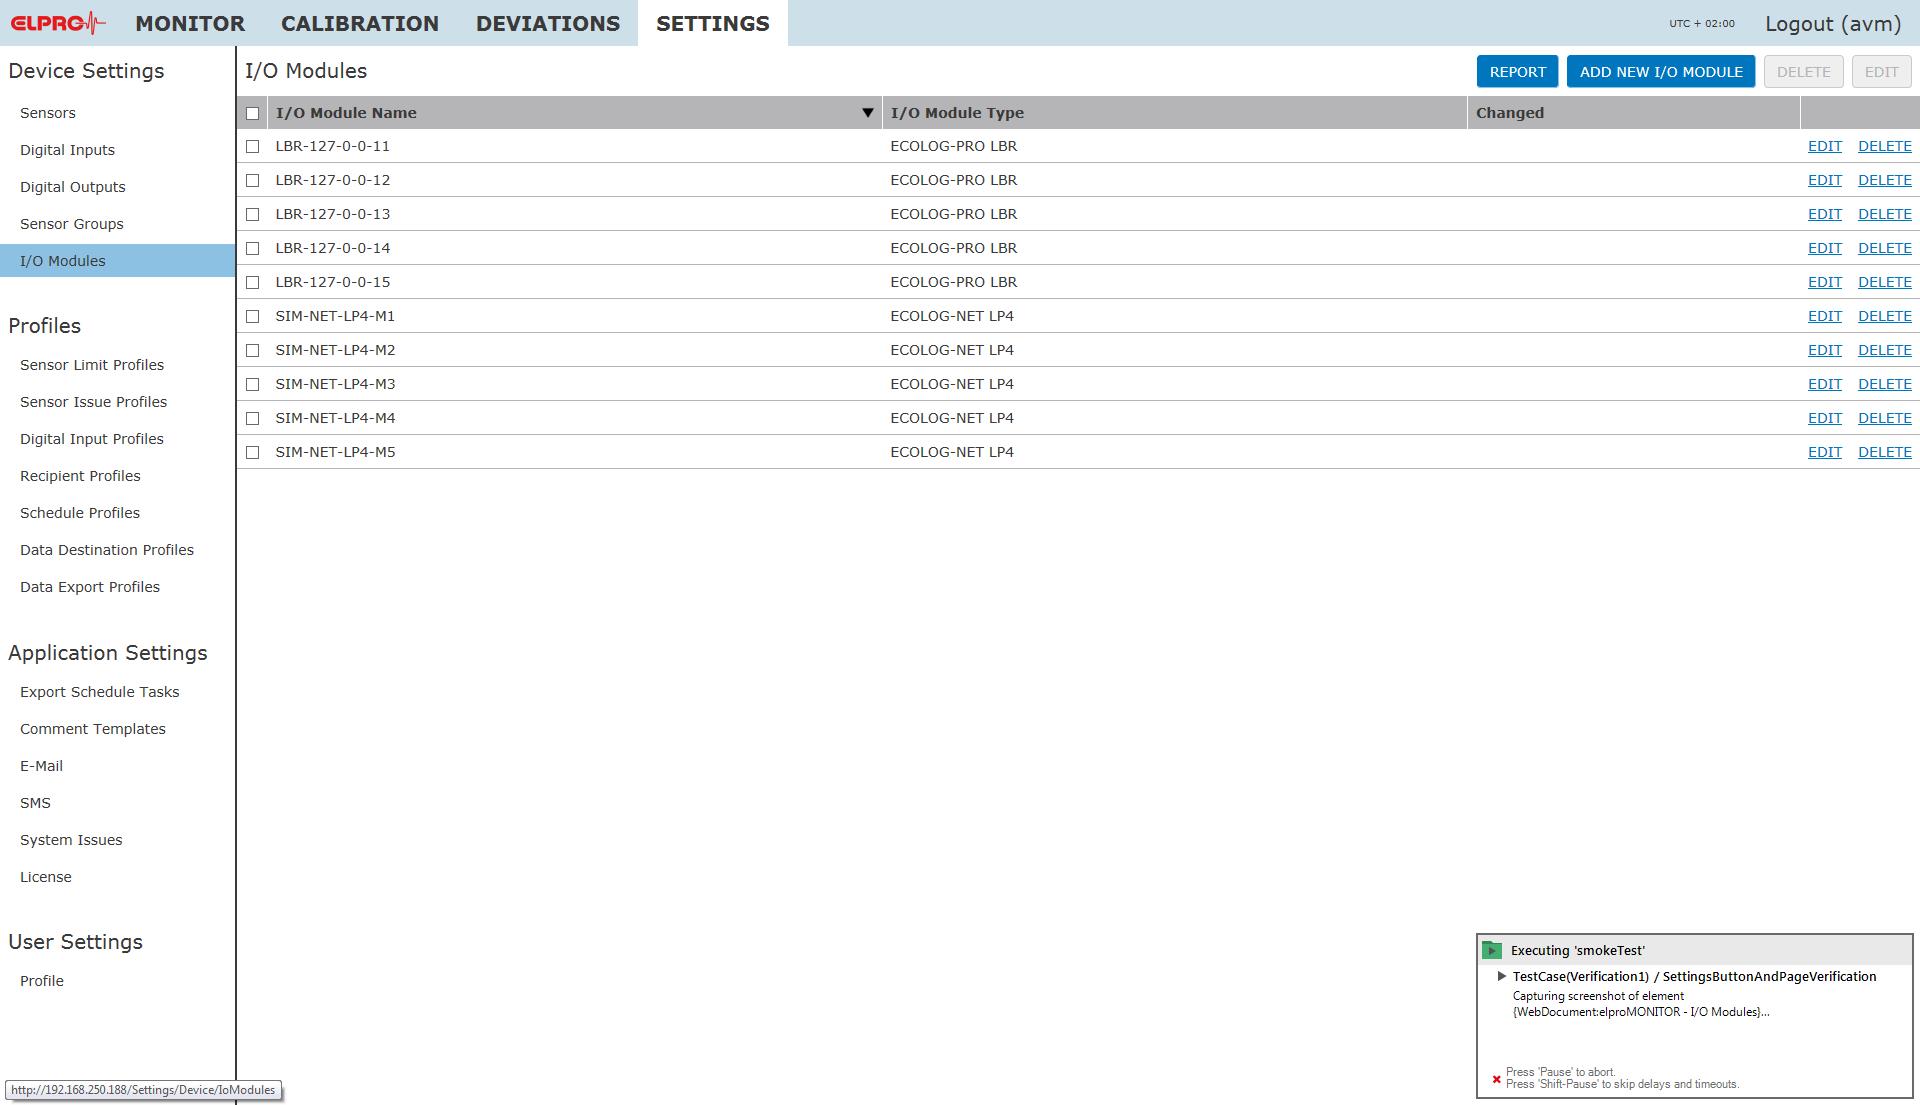 ELPRO MONITOR CALIBRATION DEVIATIONS SETTINGS UTC + 02:00 Logout (avm)
Device Settings
Sensors
Digital Inputs
Digital Outputs
Sensor Groups
I/O Modules
Profiles
Sensor Limit Profiles
Sensor Issue Profiles
Digital Input Profiles
Recipient Profiles
Schedule Profiles
Data Destination Profiles
Data Export Profiles
Application Settings
Export Schedule Tasks
Comment Templates
E-Mail
SMS
System Issues
License
User Settings
Profile
I/O Modules REPORT ADD NEW I/O MODULE DELETE EDIT
I/O Module Name I/O Module Type Changed
LBR-127-0-0-11 ECOLOG-PRO LBR EDIT DELETE
LBR-127-0-0-12 ECOLOG-PRO LBR EDIT DELETE
LBR-127-0-0-13 ECOLOG-PRO LBR EDIT DELETE
LBR-127-0-0-14 ECOLOG-PRO LBR EDIT DELETE
LBR-127-0-0-15 ECOLOG-PRO LBR EDIT DELETE
SIM-NET-LP4-M1 ECOLOG-NET LP4 EDIT DELETE
SIM-NET-LP4-M2 ECOLOG-NET LP4 EDIT DELETE
SIM-NET-LP4-M3 ECOLOG-NET LP4 EDIT DELETE
SIM-NET-LP4-M4 ECOLOG-NET LP4 EDIT DELETE
SIM-NET-LP4-M5 ECOLOG-NET LP4 EDIT DELETE
Executing 'smokeTest'
TestCase(Verification1) / SettingsButtonAndPageVerification
Capturing screenshot of element
{WebDocument:elproMONITOR - I/O Modules}...
Press 'Pause' to abort.
Press 'Shift-Pause' to skip delays and timeouts.
http://192.168.250.188/Settings/Device/IoModules